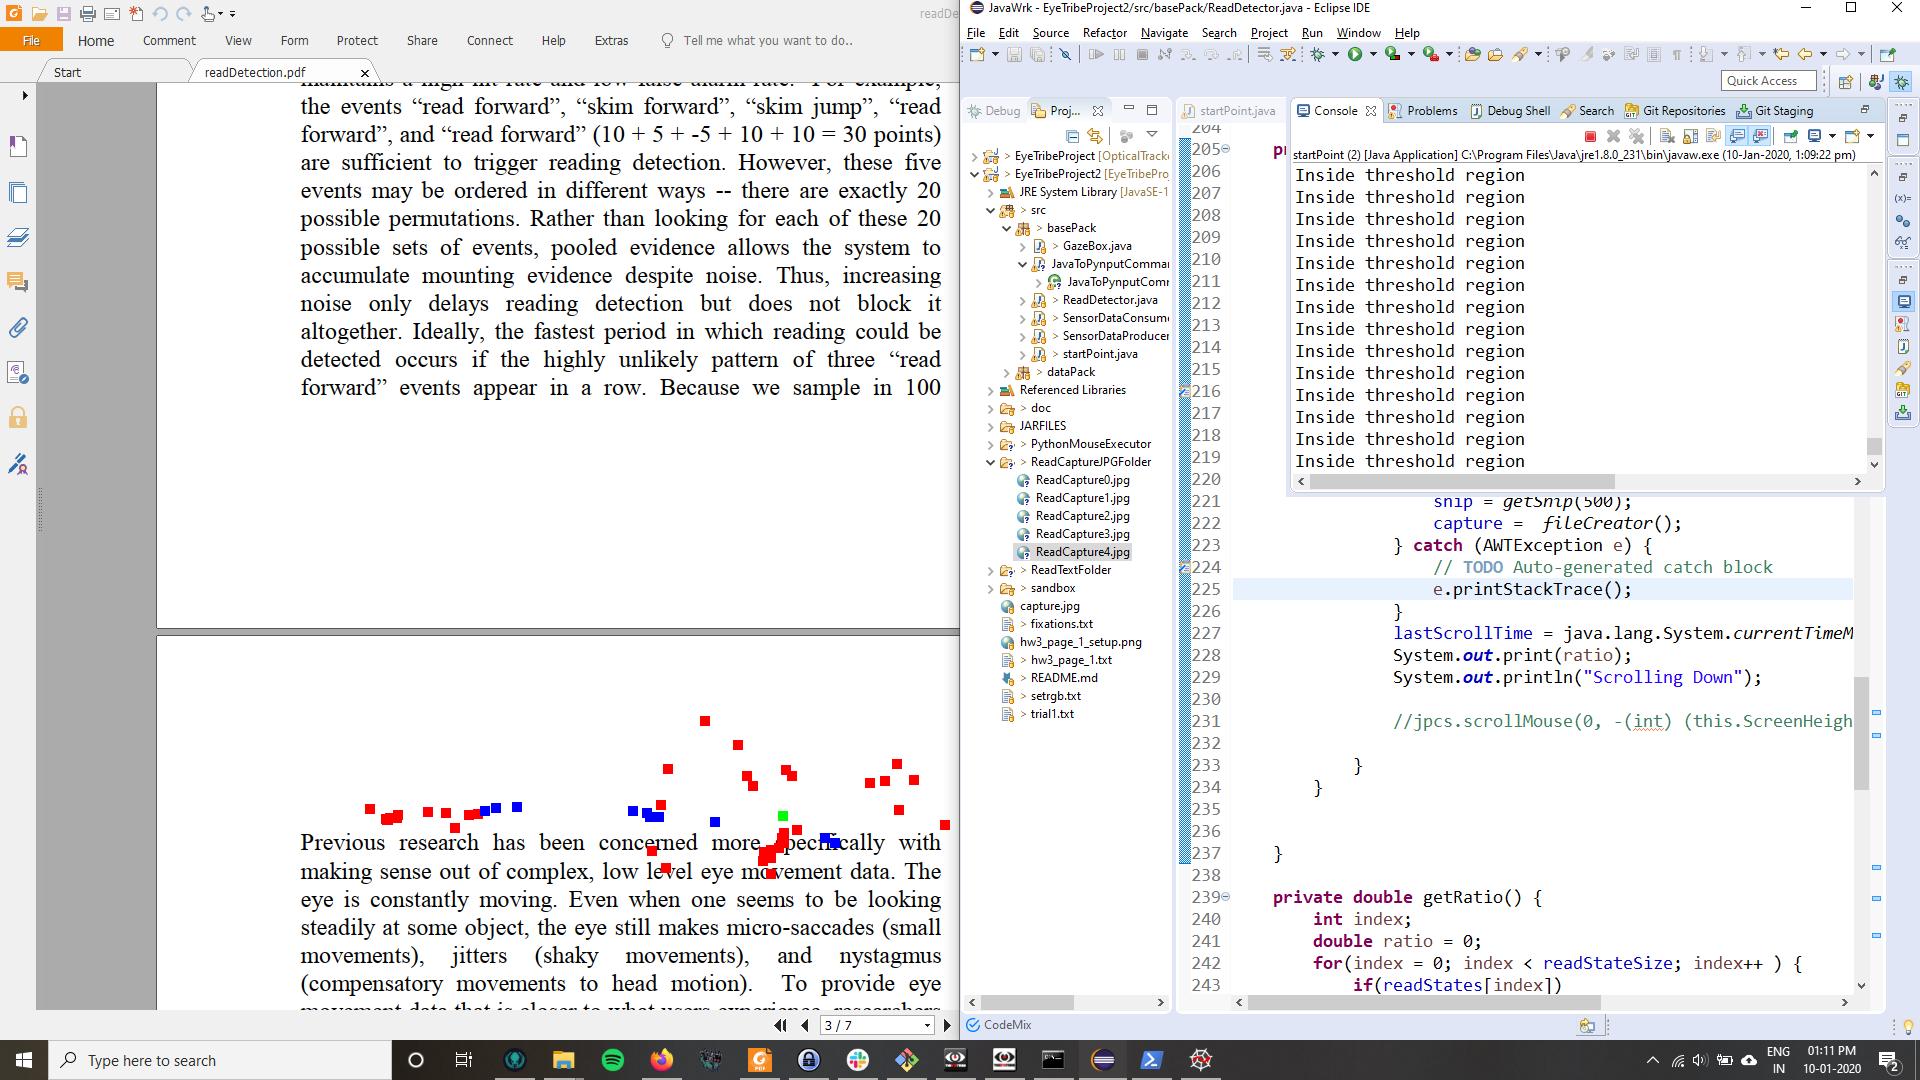 readDe
File
Home
Comment
View
Form
Protect
Share
Connect
Help
Extras
Tell me what you want to do..
Start
readDetection.pdf
the events “read forward”, “skim forward”, “skim jump”, “read
forward”, and “read forward” (10 + 5 + -5 + 10 + 10 = 30 points)
are sufficient to trigger reading detection. However, these five
events may be ordered in different ways -- there are exactly 20
possible permutations. Rather than looking for each of these 20
possible sets of events, pooled evidence allows the system to
accumulate mounting evidence despite noise. Thus, increasing
noise only delays reading detection but does not block it
altogether. Ideally, the fastest period in which reading could be
detected occurs if the highly unlikely pattern of three “read
forward” events appear in a row. Because we sample in 100
Previous research has been concerned more specifically with
making sense out of complex, low level eye movement data. The
eye is constantly moving. Even when one seems to be looking
steadily at some object, the eye still makes micro-saccades (small
movements), jitters (shaky movements), and nystagmus
(compensatory movements to head motion). To provide eye
3 / 7
JavaWrk - EyeTribeProject2/src/basePack/ReadDetector.java - Eclipse IDE
File Edit Source Refactor Navigate Search Project Run Window Help
Quick Access
Debug
Proj...
> EyeTribeProject [OpticalTrack
> EyeTribeProject2 [EyeTribePro
JRE System Library [JavaSE-1
> src
> basePack
> GazeBox.java
JavaToPynputComma
JavaToPynputComm
> ReadDetector.java
> SensorDataConsume
> SensorDataProducer
> startPoint.java
> dataPack
Referenced Libraries
> doc
JARFILES
> PythonMouseExecutor
> ReadCaptureJPGFolder
ReadCapture0.jpg
ReadCapture1.jpg
ReadCapture2.jpg
ReadCapture3.jpg
ReadCapture4.jpg
> ReadTextFolder
> sandbox
capture.jpg
> fixations.txt
hw3_page_1_setup.png
> hw3_page_1.txt
> README.md
> setrgb.txt
> trial1.txt
startPoint.java
Console
Problems
Debug Shell
Search
Git Repositories
Git Staging
startPoint (2) [Java Application] C:\Program Files\Java\jre1.8.0_231\bin\javaw.exe (10-Jan-2020, 1:09:22 pm)
Inside threshold region
Inside threshold region
Inside threshold region
Inside threshold region
Inside threshold region
Inside threshold region
Inside threshold region
Inside threshold region
Inside threshold region
Inside threshold region
Inside threshold region
Inside threshold region
Inside threshold region
Inside threshold region
204
205 pr
206
207
208
209
210
211
212
213
214
215
216
217
218
219
220
221 snip = getSnip(500);
222 capture = fileCreator();
223 } catch (AWTException e) {
224 // TODO Auto-generated catch block
225 e.printStackTrace();
226 }
227 lastScrollTime = java.lang.System.currentTimeM
228 System.out.print(ratio);
229 System.out.println("Scrolling Down");
230
231 //jpcs.scrollMouse(0, -(int) (this.ScreenHeigh
232
233 }
234 }
235
236
237 }
238
239 private double getRatio() {
240 int index;
241 double ratio = 0;
242 for(index = 0; index < readStateSize; index++ ) {
243 if(readStates[index])
CodeMix
Type here to search
ENG
IN
01:11 PM
10-01-2020
2